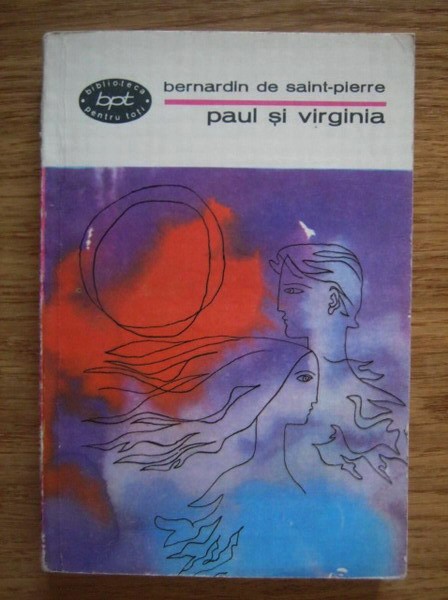 biblioteca
bpt
pentru toți
bernardin de saint-pierre
paul și virginia